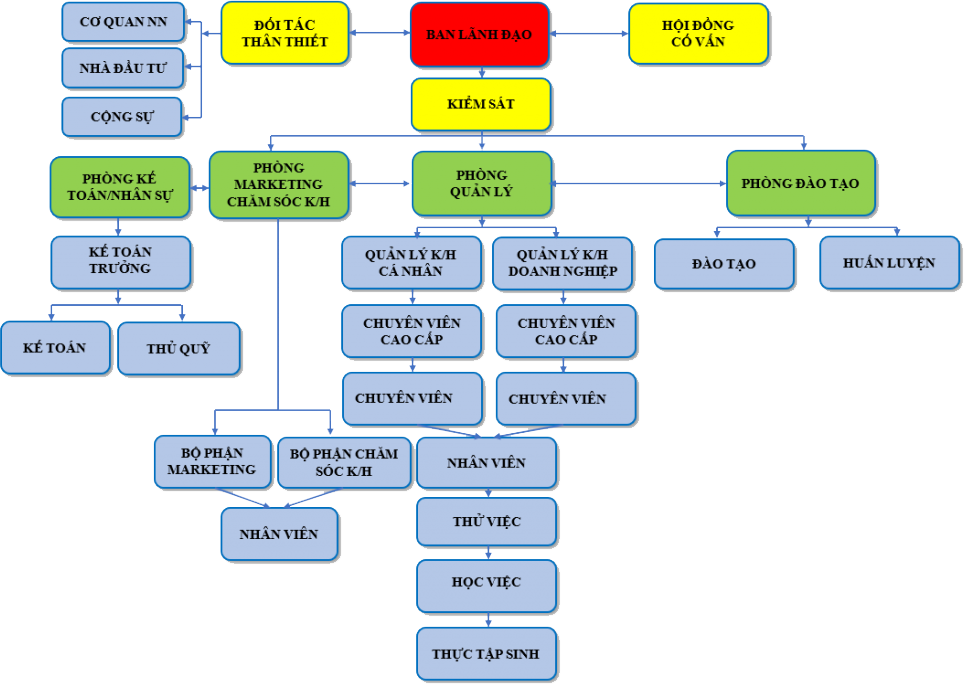 CƠ QUAN NN
ĐỐI TÁC
THÂN THIẾT
BAN LÃNH ĐẠO
HỘI ĐỒNG
CỐ VẤN
NHÀ ĐẦU TƯ
CỘNG SỰ
KIỂM SÁT
PHÒNG KẾ
TOÁN/NHÂN SỰ
PHÒNG
MARKETING
CHĂM SÓC K/H
PHÒNG
QUẢN LÝ
PHÒNG ĐÀO TẠO
KẾ TOÁN
TRƯỞNG
QUẢN LÝ K/H
CÁ NHÂN
QUẢN LÝ K/H
DOANH NGHIỆP
ĐÀO TẠO
HUẤN LUYỆN
KẾ TOÁN
THỦ QUỸ
CHUYÊN VIÊN
CAO CẤP
CHUYÊN VIÊN
CAO CẤP
CHUYÊN VIÊN
CHUYÊN VIÊN
BỘ PHẬN
MARKETING
BỘ PHẬN CHĂM
SÓC K/H
NHÂN VIÊN
NHÂN VIÊN
THỬ VIỆC
HỌC VIỆC
THỰC TẬP SINH